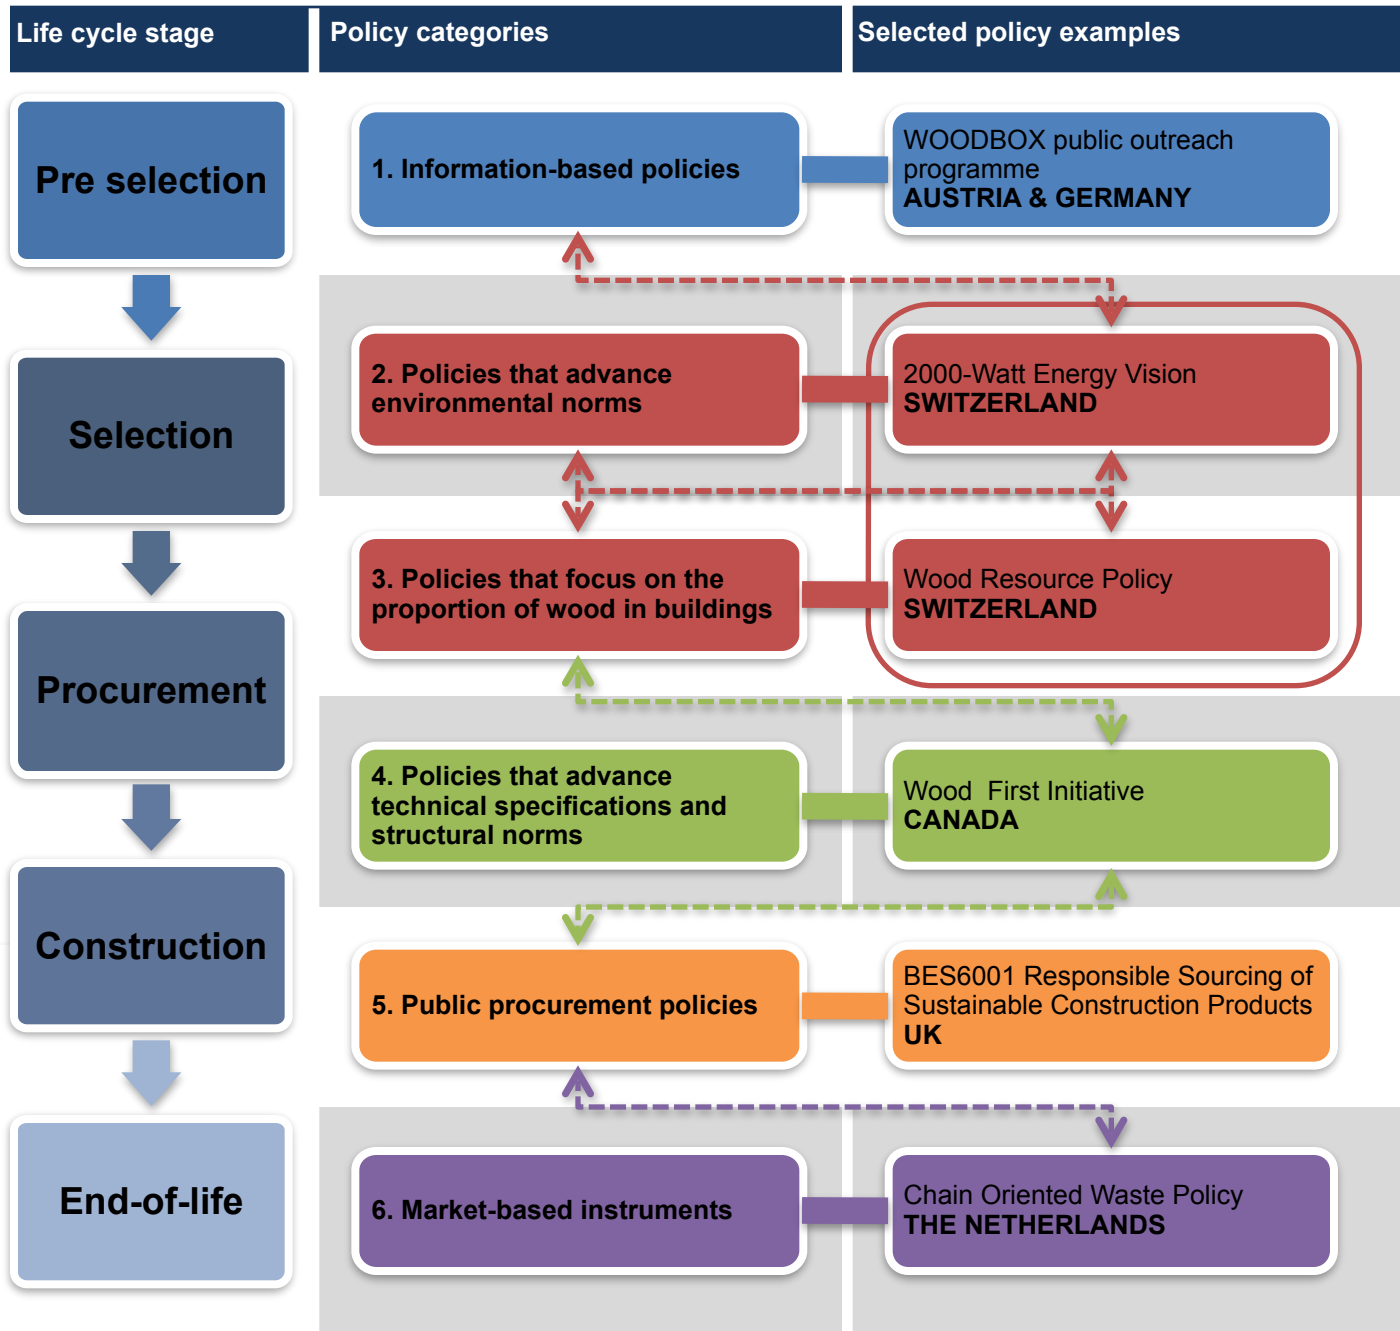 Life cycle stage
Policy categories
Selected policy examples
Pre selection
1. Information-based policies
WOODBOX public outreach
programme
AUSTRIA & GERMANY
Selection
2. Policies that advance
environmental norms
2000-Watt Energy Vision
SWITZERLAND
3. Policies that focus on the
proportion of wood in buildings
Wood Resource Policy
SWITZERLAND
Procurement
4. Policies that advance
technical specifications and
structural norms
Wood  First Initiative
CANADA
Construction
5. Public procurement policies
BES6001 Responsible Sourcing of
Sustainable Construction Products
UK
End-of-life
6. Market-based instruments
Chain Oriented Waste Policy
THE NETHERLANDS